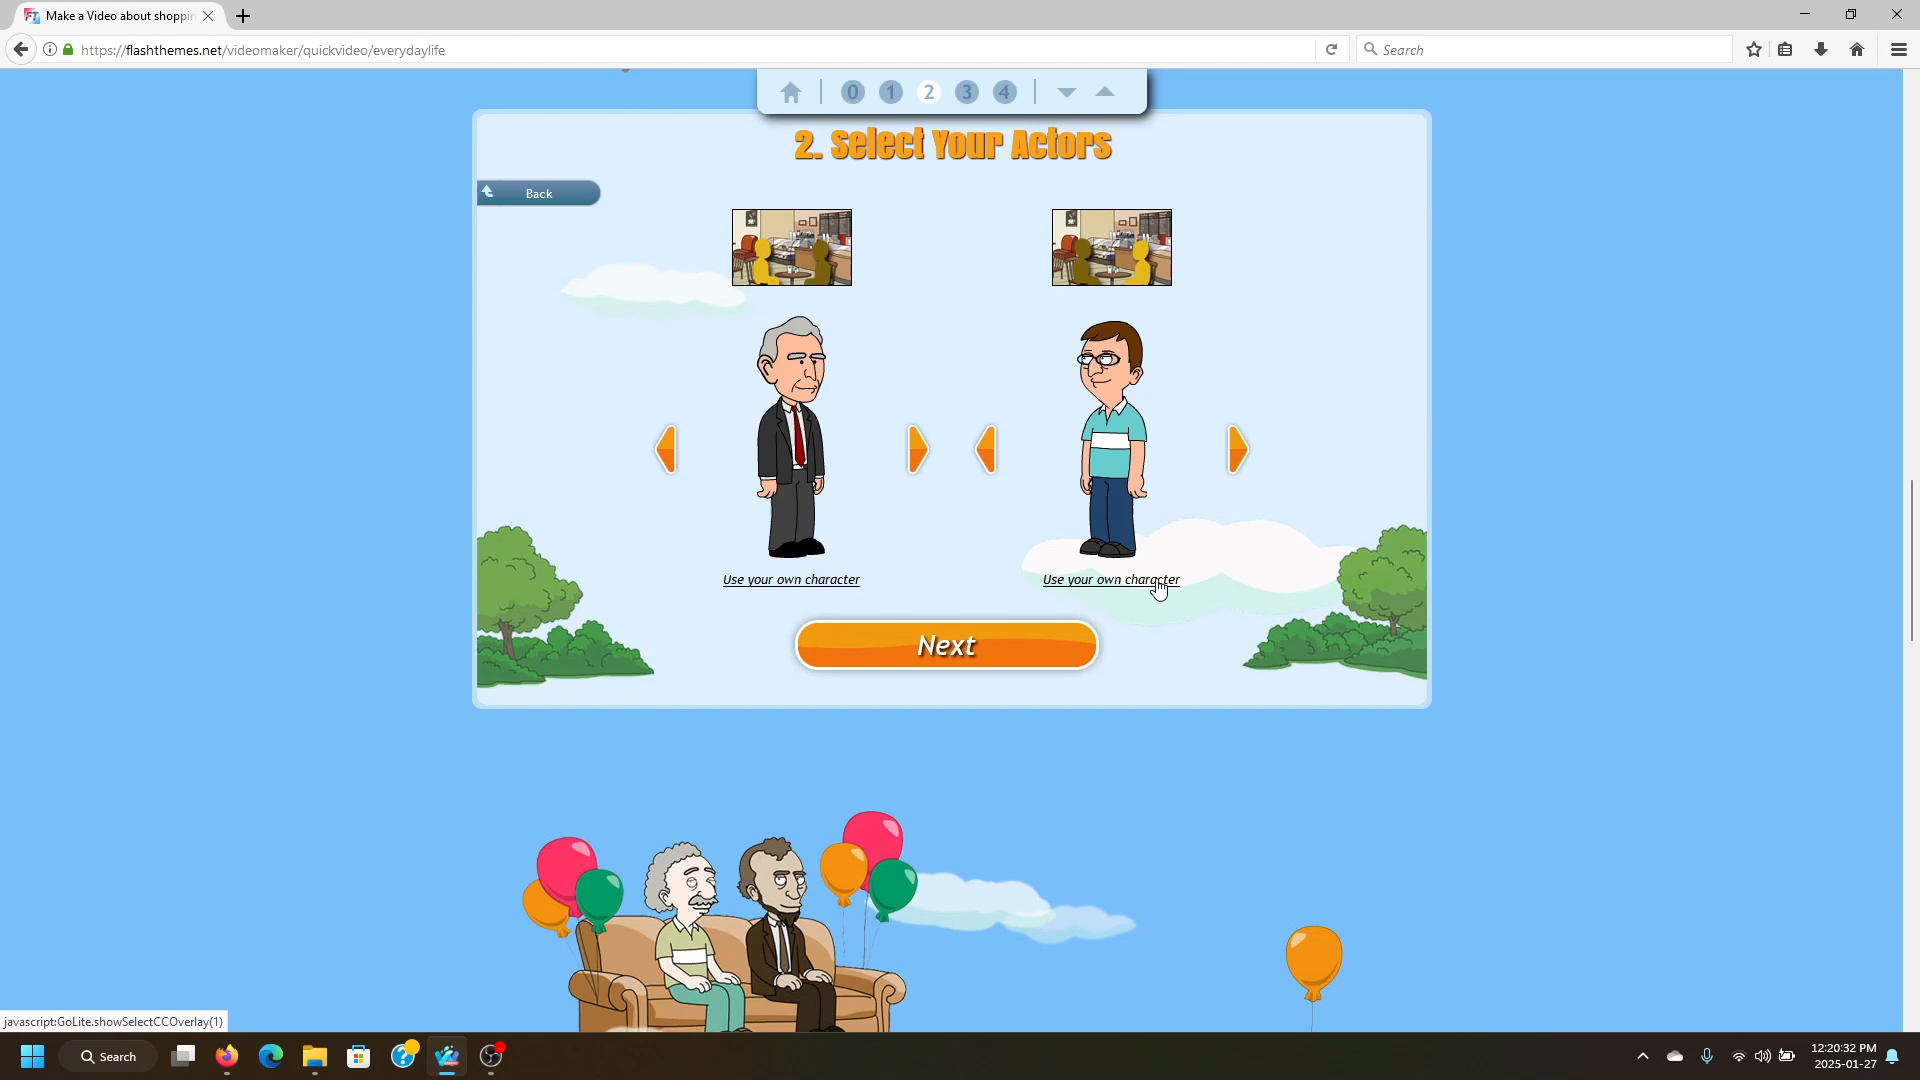 Make a Video about shoppin
https://flashthemes.net/videomaker/quickvideo/everydaylife
Search
0 1 2 3 4
2. Select Your Actors
Back
Use your own character
Use your own character
Next
javascript:GoLite.showSelectCCOverlay(1)
Search
12:20:32 PM
2025-01-27